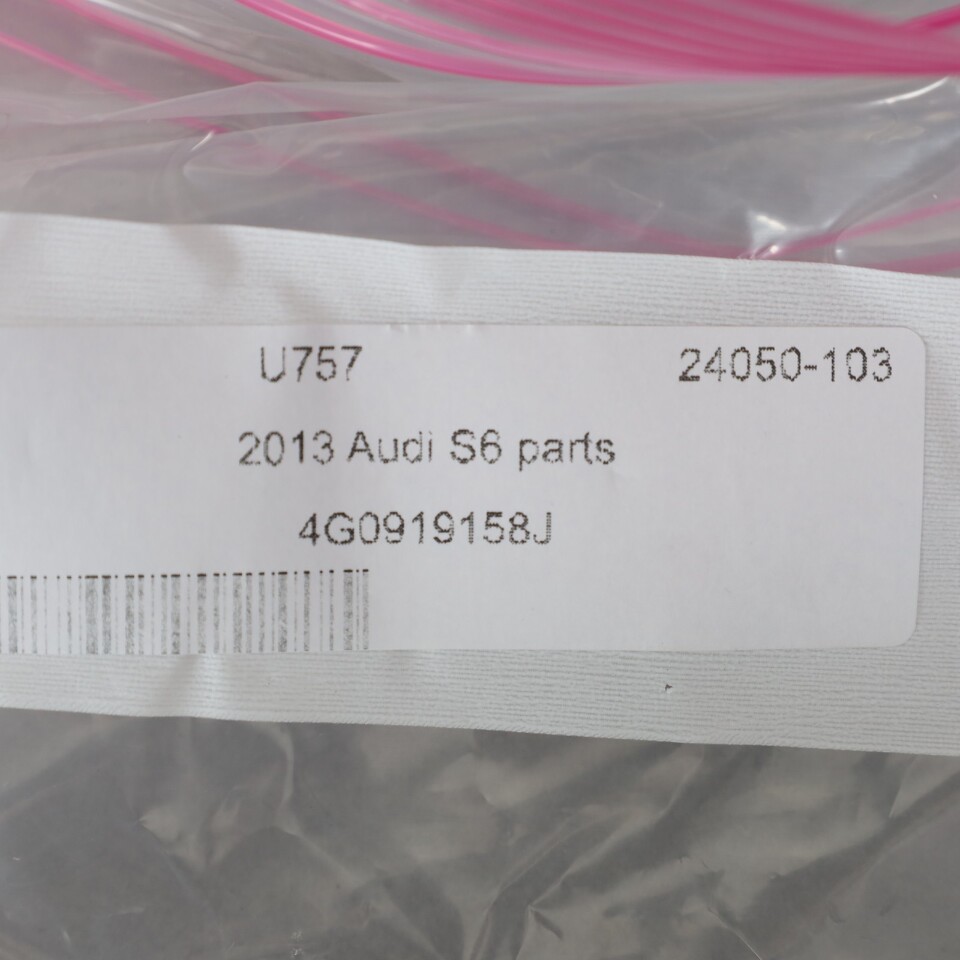 U757 24050-103
2013 Audi S6 parts
4G0919158J